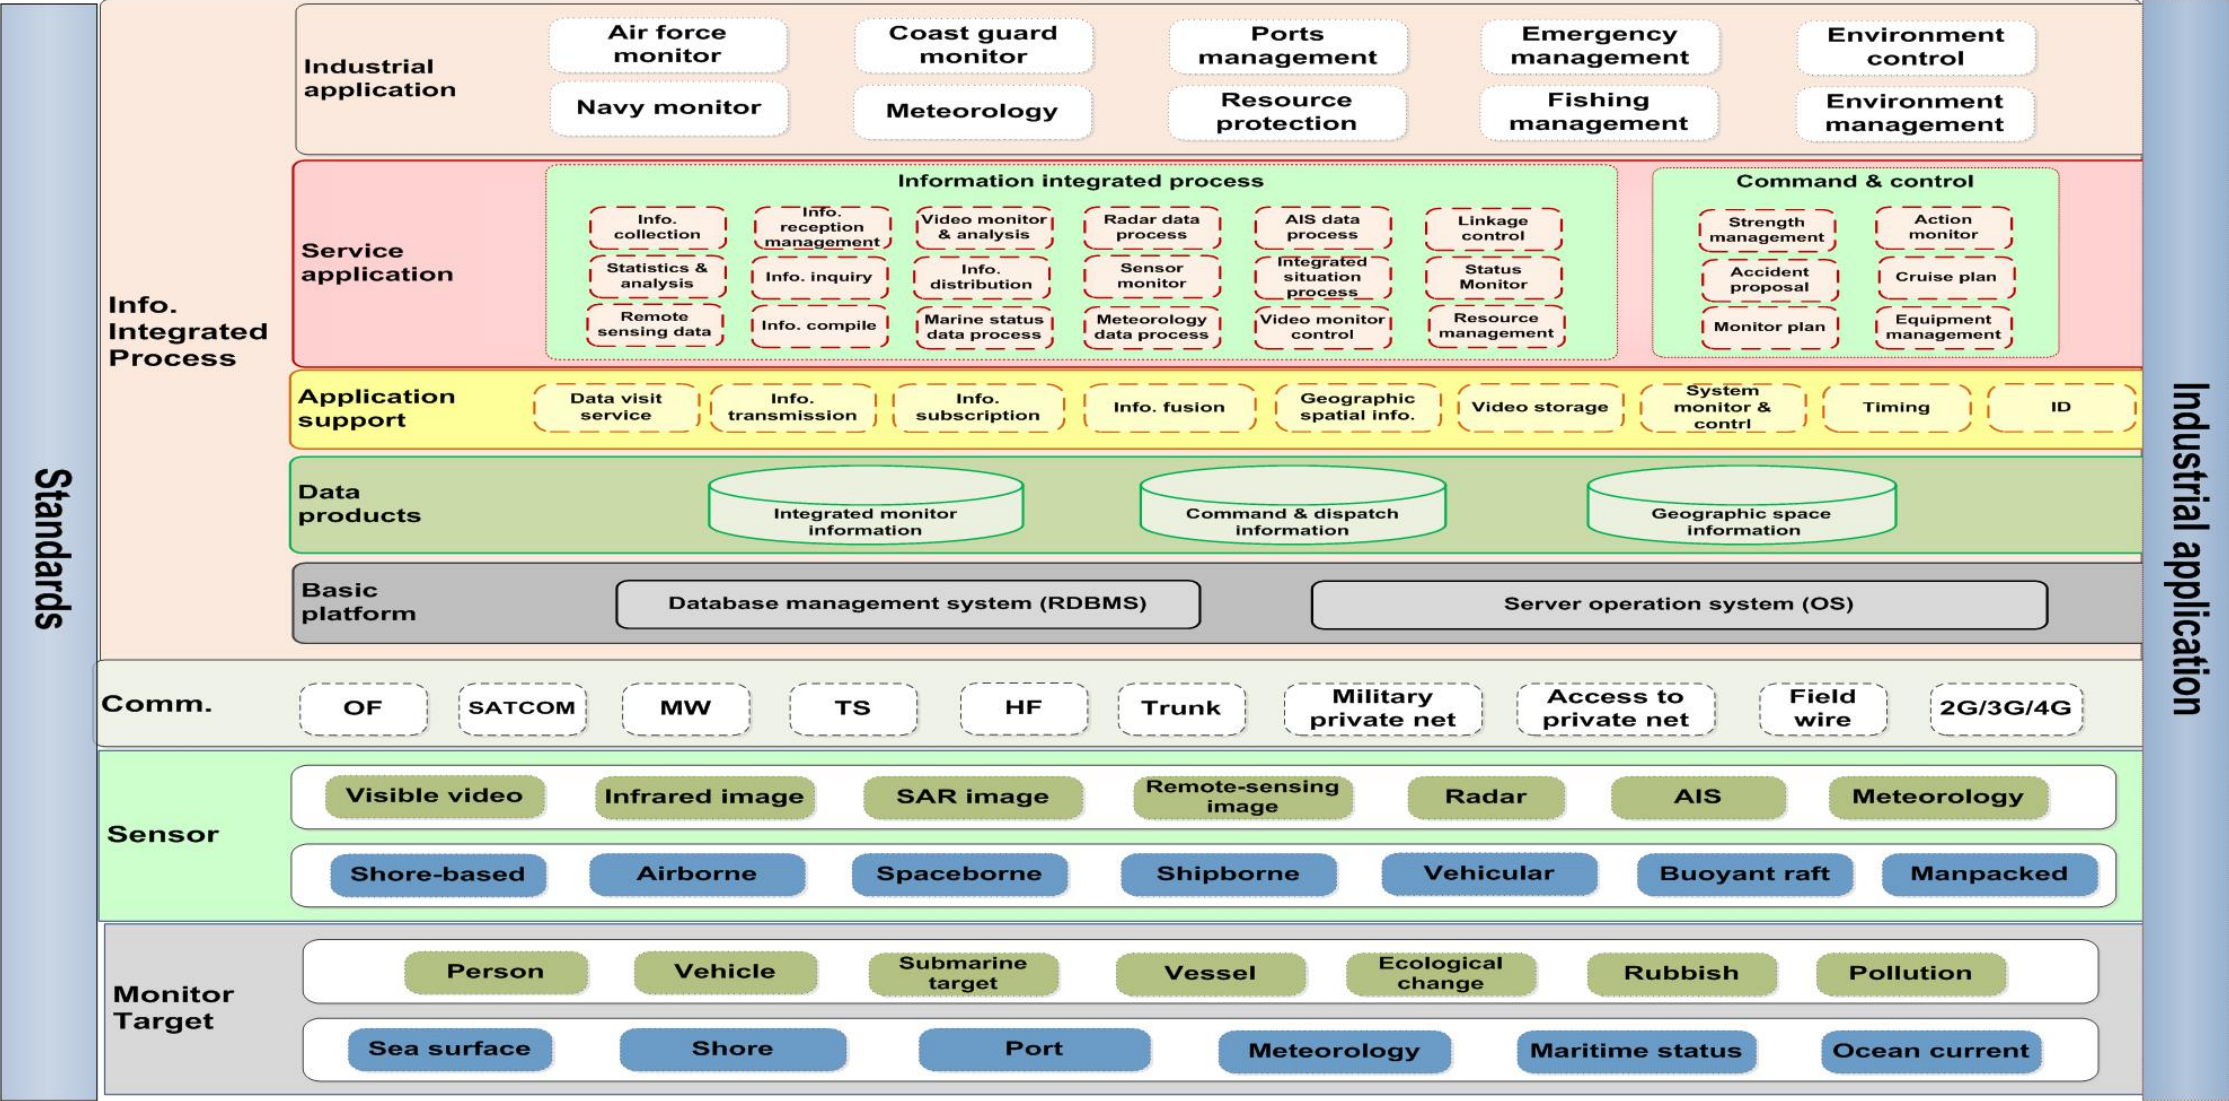 Standards
Info.
Integrated
Process
Industrial
application
Air force
monitor
Coast guard
monitor
Ports
management
Emergency
management
Environment
control
Navy monitor
Meteorology
Resource
protection
Fishing
management
Environment
management
Service
application
Information integrated process
Info.
collection
Info.
reception
management
Video monitor
& analysis
Radar data
process
AIS data
process
Linkage
control
Statistics &
analysis
Info. inquiry
Info.
distribution
Sensor
monitor
Integrated
situation
process
Status
Monitor
Remote
sensing data
Info. compile
Marine status
data process
Meteorology
data process
Video monitor
control
Resource
management
Command & control
Strength
management
Action
monitor
Accident
proposal
Cruise plan
Monitor plan
Equipment
management
Application
support
Data visit
service
Info.
transmission
Info.
subscription
Info. fusion
Geographic
spatial info.
Video storage
System
monitor &
contrl
Timing
ID
Data
products
Integrated monitor
information
Command & dispatch
information
Geographic space
information
Basic
platform
Database management system (RDBMS)
Server operation system (OS)
Comm.
OF
SATCOM
MW
TS
HF
Trunk
Military
private net
Access to
private net
Field
wire
2G/3G/4G
Sensor
Visible video
Infrared image
SAR image
Remote-sensing
image
Radar
AIS
Meteorology
Shore-based
Airborne
Spaceborne
Shipborne
Vehicular
Buoyant raft
Manpacked
Monitor
Target
Person
Vehicle
Submarine
target
Vessel
Ecological
change
Rubbish
Pollution
Sea surface
Shore
Port
Meteorology
Maritime status
Ocean current
Industrial application